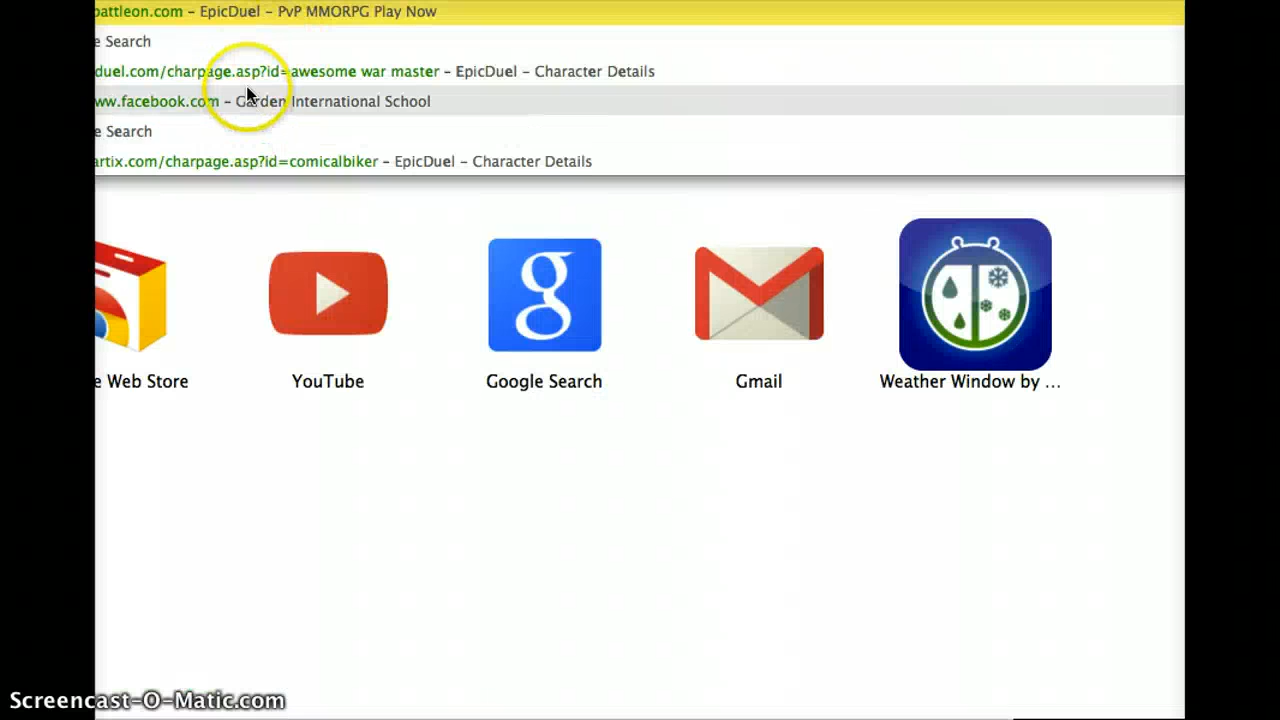 battleon.com – EpicDuel – PvP MMORPG Play Now
e Search
duel.com/charpage.asp?id=awesome war master – EpicDuel – Character Details
ww.facebook.com – Garden International School
e Search
artix.com/charpage.asp?id=comicalbiker – EpicDuel – Character Details
e Web Store
YouTube
Google Search
Gmail
Weather Window by ...
Screencast-O-Matic.com